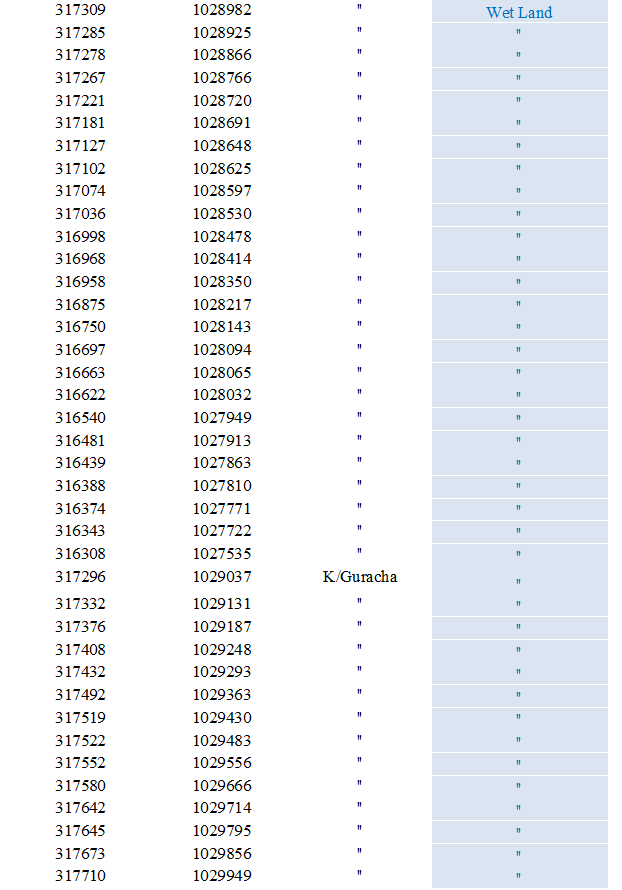 317309 1028982 " Wet Land
317285 1028925 " "
317278 1028866 " "
317267 1028766 " "
317221 1028720 " "
317181 1028691 " "
317127 1028648 " "
317102 1028625 " "
317074 1028597 " "
317036 1028530 " "
316998 1028478 " "
316968 1028414 " "
316958 1028350 " "
316875 1028217 " "
316750 1028143 " "
316697 1028094 " "
316663 1028065 " "
316622 1028032 " "
316540 1027949 " "
316481 1027913 " "
316439 1027863 " "
316388 1027810 " "
316374 1027771 " "
316343 1027722 " "
316308 1027535 " "
317296 1029037 K/Guracha "
317332 1029131 " "
317376 1029187 " "
317408 1029248 " "
317432 1029293 " "
317492 1029363 " "
317519 1029430 " "
317522 1029483 " "
317552 1029556 " "
317580 1029666 " "
317642 1029714 " "
317645 1029795 " "
317673 1029856 " "
317710 1029949 " "